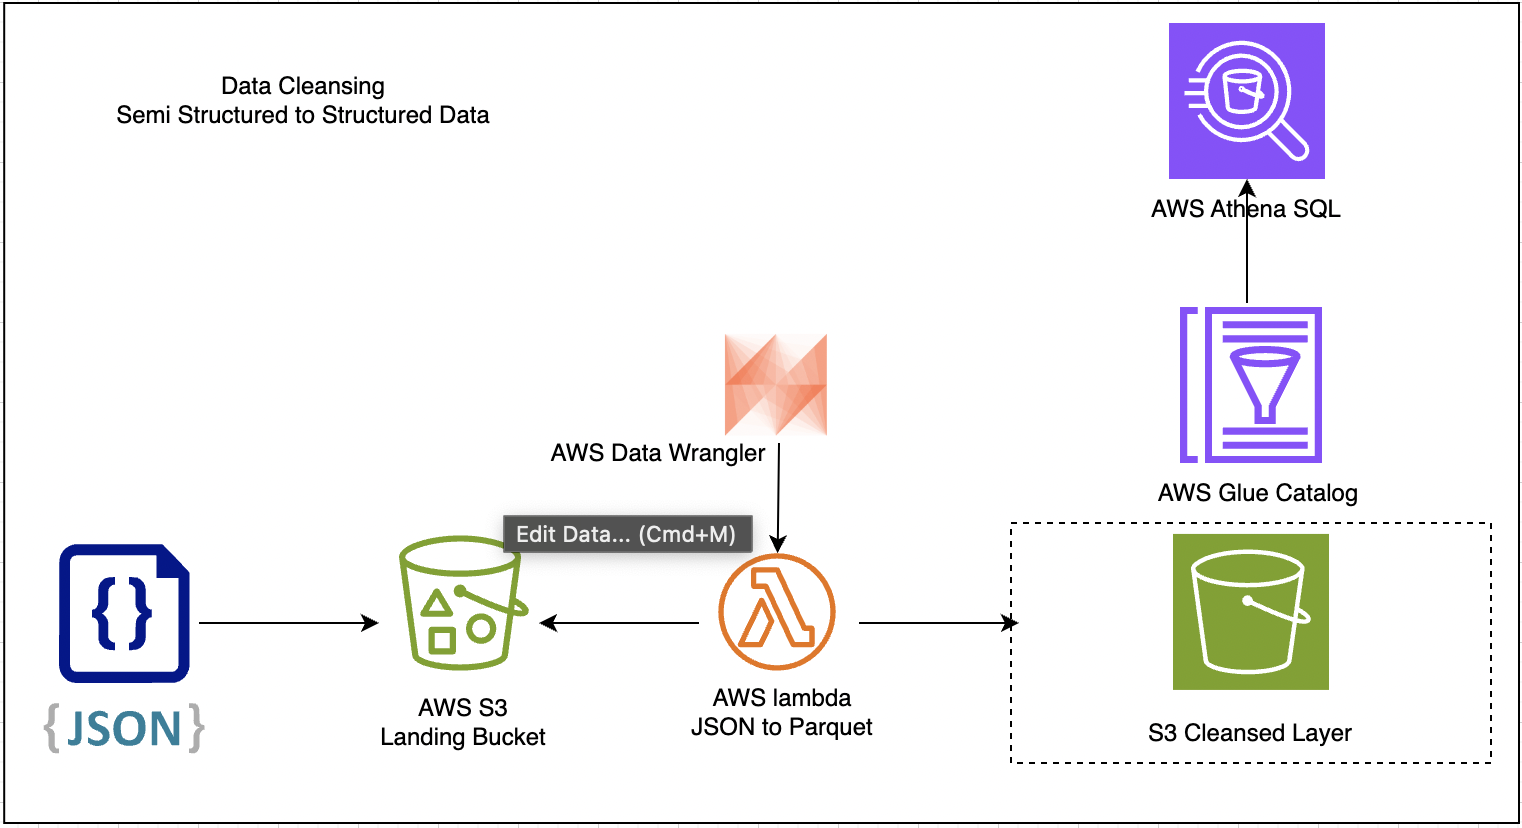 Data Cleansing
Semi Structured to Structured Data
AWS Athena SQL
AWS Data Wrangler
AWS Glue Catalog
Edit Data... (Cmd+M)
{}
{JSON}
AWS S3
Landing Bucket
AWS lambda
JSON to Parquet
S3 Cleansed Layer